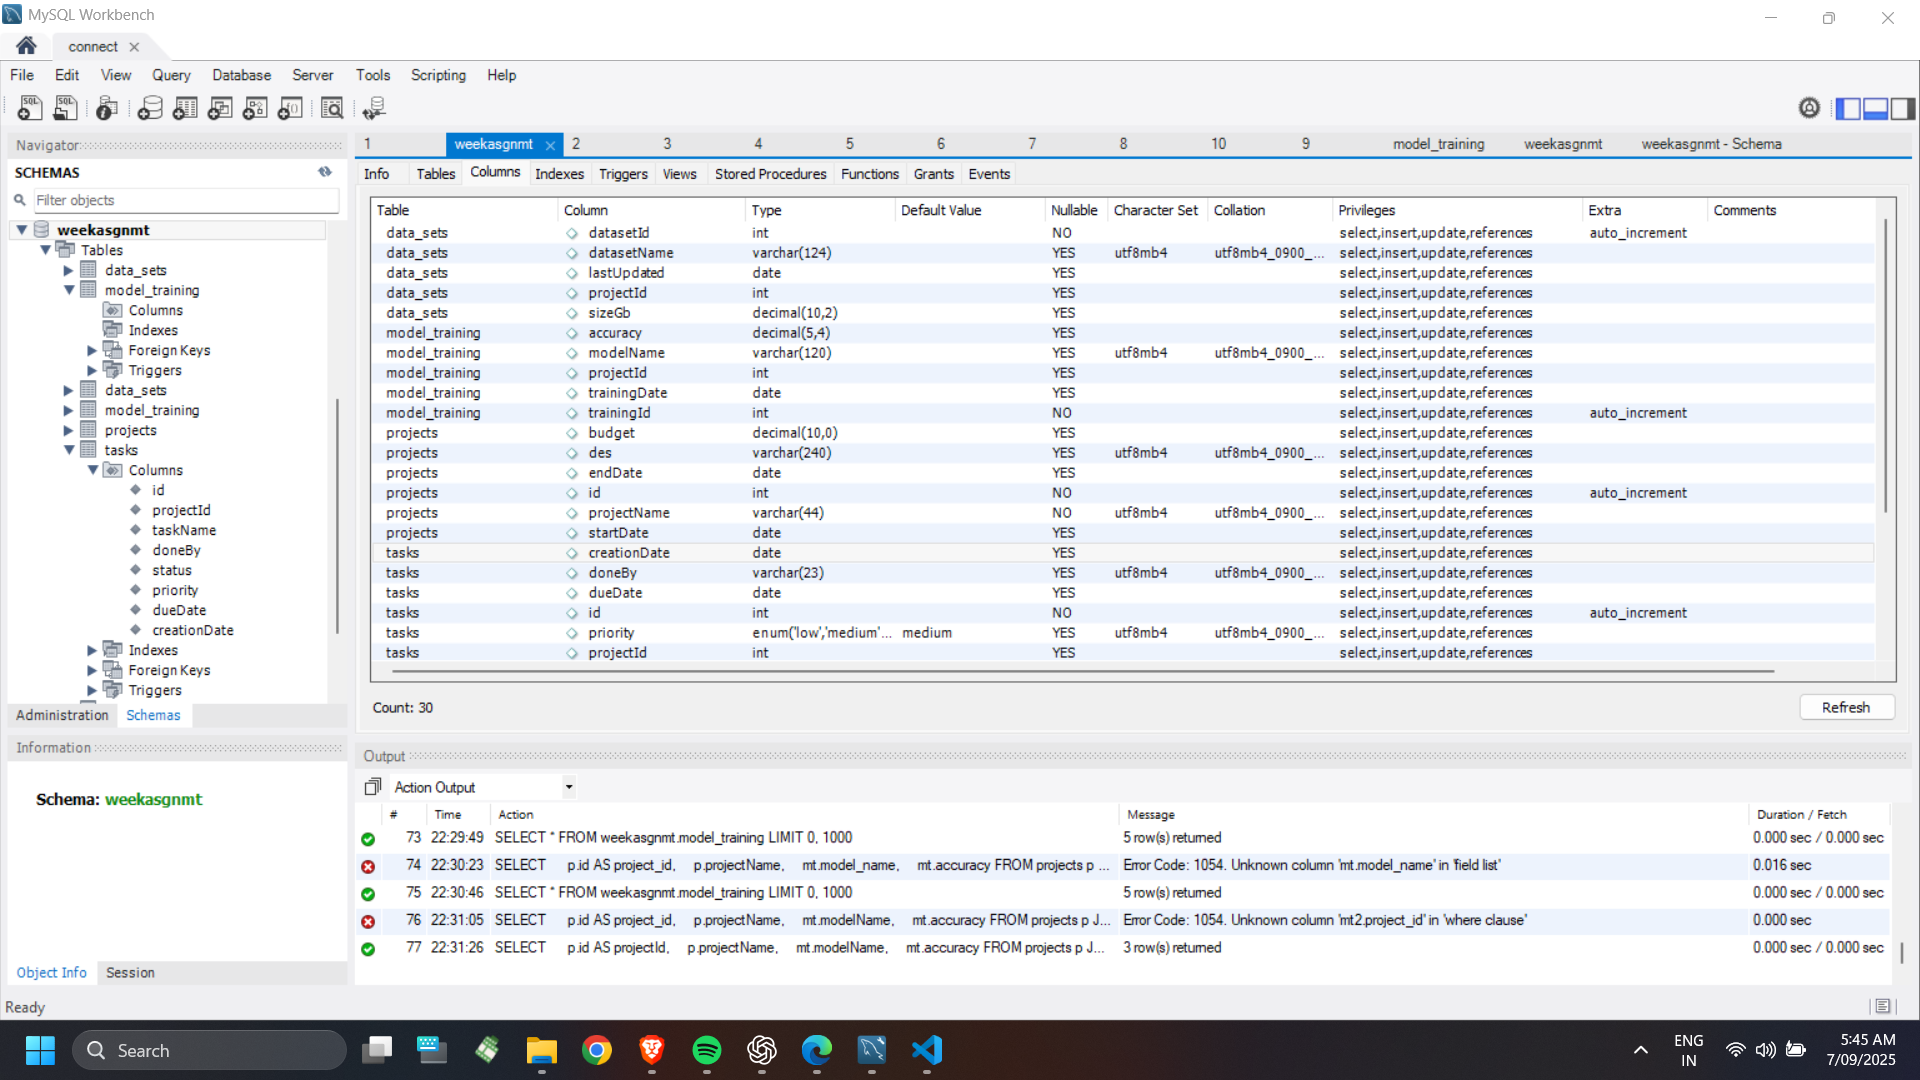 MySQL Workbench
connect
File Edit View Query Database Server Tools Scripting Help
Navigator
SCHEMAS
Filter objects
weekasgnmt
Tables
data_sets
model_training
Columns
Indexes
Foreign Keys
Triggers
data_sets
model_training
projects
tasks
Columns
id
projectId
taskName
doneBy
status
priority
dueDate
creationDate
Indexes
Foreign Keys
Triggers
Administration Schemas
Information
Schema: weekasgnmt
Object Info Session
Ready
1 weekasgnmt 2 3 4 5 6 7 8 10 9 model_training weekasgnmt weekasgnmt - Schema
Info Tables Columns Indexes Triggers Views Stored Procedures Functions Grants Events
Table Column Type Default Value Nullable Character Set Collation Privileges Extra Comments
data_sets datasetId int NO select,insert,update,references auto_increment
data_sets datasetName varchar(124) YES utf8mb4 utf8mb4_0900_... select,insert,update,references
data_sets lastUpdated date YES select,insert,update,references
data_sets projectId int YES select,insert,update,references
data_sets sizeGb decimal(10,2) YES select,insert,update,references
model_training accuracy decimal(5,4) YES select,insert,update,references
model_training modelName varchar(120) YES utf8mb4 utf8mb4_0900_... select,insert,update,references
model_training projectId int YES select,insert,update,references
model_training trainingDate date YES select,insert,update,references
model_training trainingId int NO select,insert,update,references auto_increment
projects budget decimal(10,0) YES select,insert,update,references
projects des varchar(240) YES utf8mb4 utf8mb4_0900_... select,insert,update,references
projects endDate date YES select,insert,update,references
projects id int NO select,insert,update,references auto_increment
projects projectName varchar(44) NO utf8mb4 utf8mb4_0900_... select,insert,update,references
projects startDate date YES select,insert,update,references
tasks creationDate date YES select,insert,update,references
tasks doneBy varchar(23) YES utf8mb4 utf8mb4_0900_... select,insert,update,references
tasks dueDate date YES select,insert,update,references
tasks id int NO select,insert,update,references auto_increment
tasks priority enum('low','medium'... medium YES utf8mb4 utf8mb4_0900_... select,insert,update,references
tasks projectId int YES select,insert,update,references
Count: 30
Refresh
Output
Action Output
# Time Action Message Duration / Fetch
73 22:29:49 SELECT * FROM weekasgnmt.model_training LIMIT 0, 1000 5 row(s) returned 0.000 sec / 0.000 sec
74 22:30:23 SELECT p.id AS project_id, p.projectName, mt.model_name, mt.accuracy FROM projects p ... Error Code: 1054. Unknown column 'mt.model_name' in 'field list' 0.016 sec
75 22:30:46 SELECT * FROM weekasgnmt.model_training LIMIT 0, 1000 5 row(s) returned 0.000 sec / 0.000 sec
76 22:31:05 SELECT p.id AS project_id, p.projectName, mt.modelName, mt.accuracy FROM projects p J... Error Code: 1054. Unknown column 'mt2.project_id' in 'where clause' 0.000 sec
77 22:31:26 SELECT p.id AS projectId, p.projectName, mt.modelName, mt.accuracy FROM projects p J... 3 row(s) returned 0.000 sec / 0.000 sec
Search
ENG
IN
5:45 AM
7/09/2025